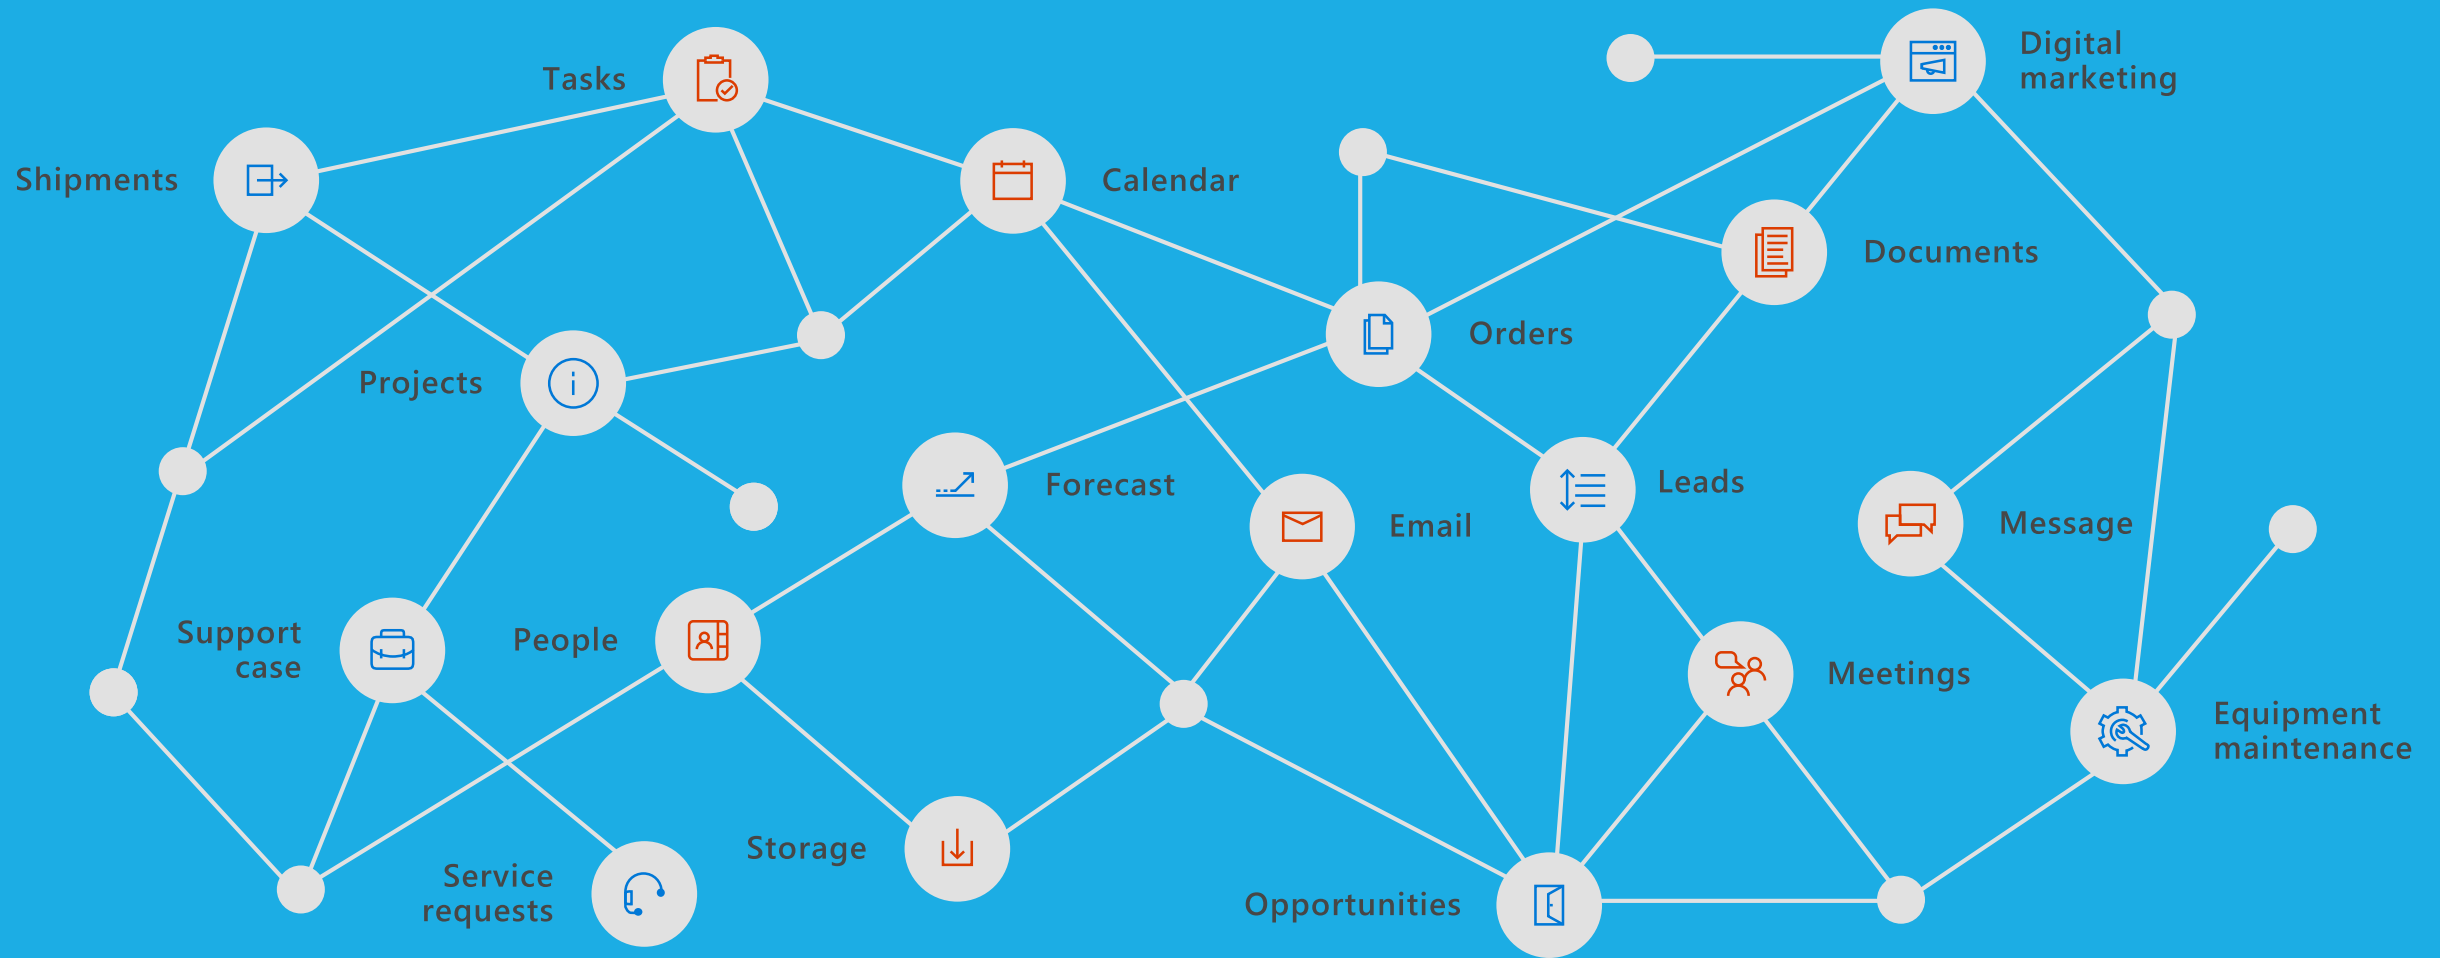 Digital
marketing
Tasks
Shipments
Calendar
Documents
Orders
Projects
Forecast
Leads
Email
Message
Support
case
People
Meetings
Equipment
maintenance
Storage
Service
requests
Opportunities